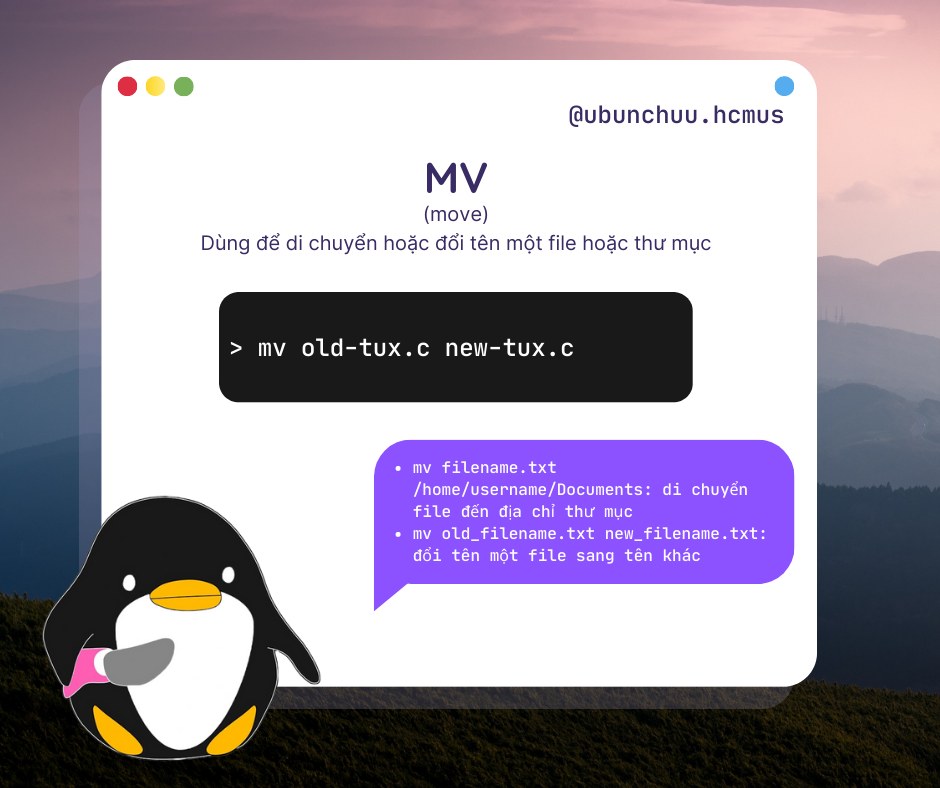 @ubunchuu.hcmus
MV
(move)
Dùng để di chuyển hoặc đổi tên một file hoặc thư mục
> mv old-tux.c new-tux.c
• mv filename.txt
/home/username/Documents: di chuyển
file đến địa chỉ thư mục
• mv old_filename.txt new_filename.txt:
đổi tên một file sang tên khác